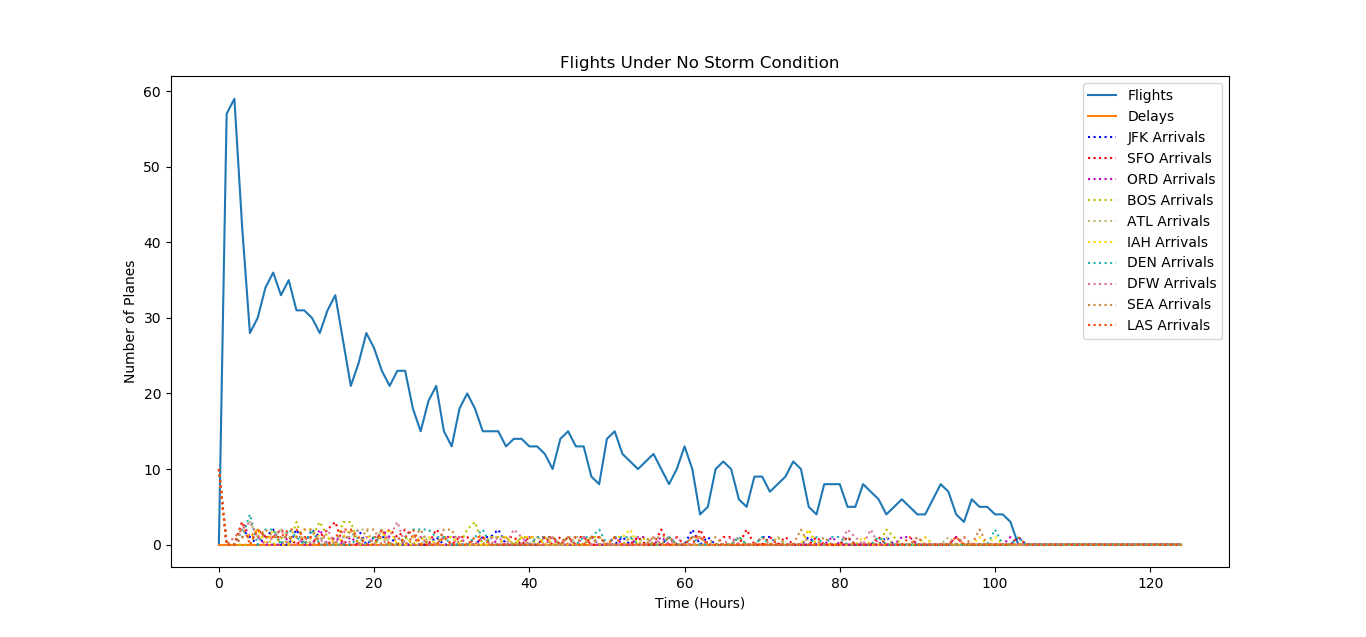 Flights Under No Storm Condition
60
50
40
30
20
10
0
Number of Planes
0 20 40 60 80 100 120
Time (Hours)
Flights
Delays
JFK Arrivals
SFO Arrivals
ORD Arrivals
BOS Arrivals
ATL Arrivals
IAH Arrivals
DEN Arrivals
DFW Arrivals
SEA Arrivals
LAS Arrivals